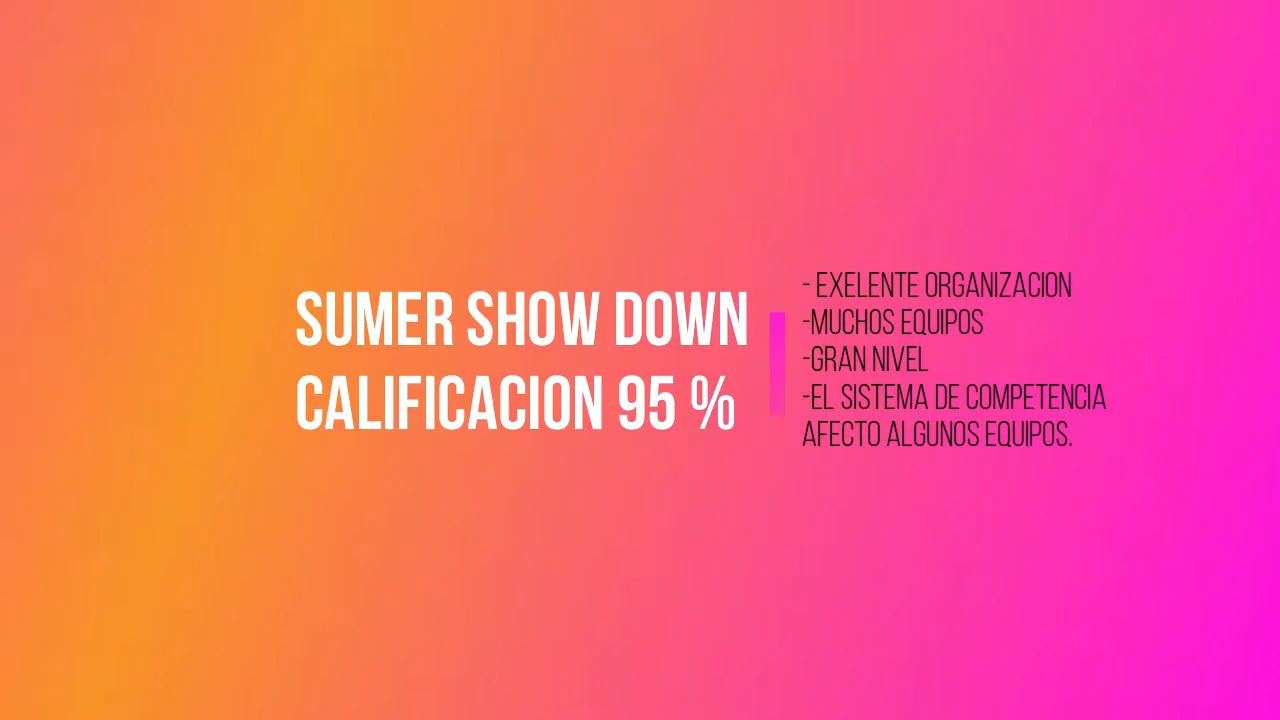 SUMER SHOW DOWN
CALIFICACION 95 %
- EXELENTE ORGANIZACION
-MUCHOS EQUIPOS
-GRAN NIVEL
-EL SISTEMA DE COMPETENCIA
AFECTO ALGUNOS EQUIPOS.